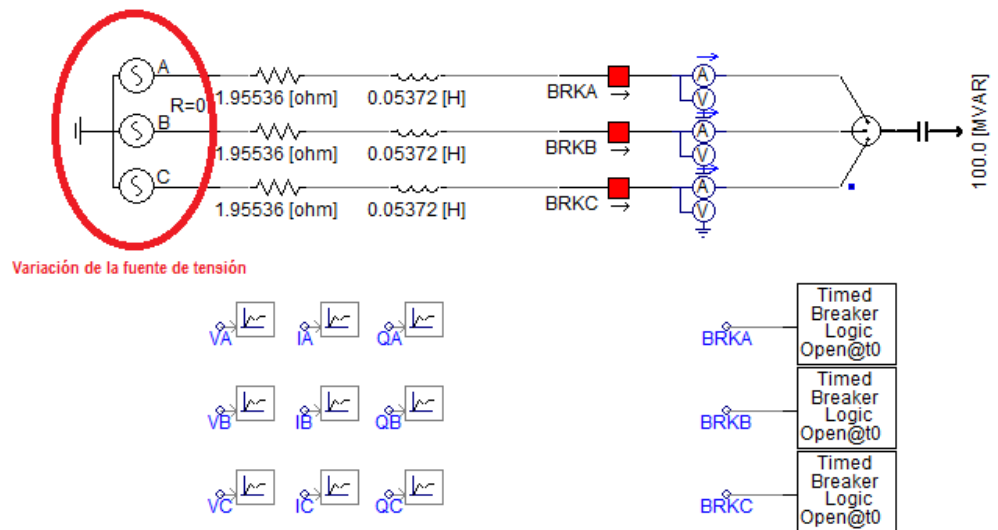 A
R=0
1.95536 [ohm]
0.05372 [H]
BRKA
A
V
B
1.95536 [ohm]
0.05372 [H]
BRKB
A
V
C
1.95536 [ohm]
0.05372 [H]
BRKC
A
V
100.0 [MVAR]
Variación de la fuente de tensión
VA
IA
QA
BRKA
Timed
Breaker
Logic
Open@t0
VB
IB
QB
BRKB
Timed
Breaker
Logic
Open@t0
VC
IC
QC
BRKC
Timed
Breaker
Logic
Open@t0